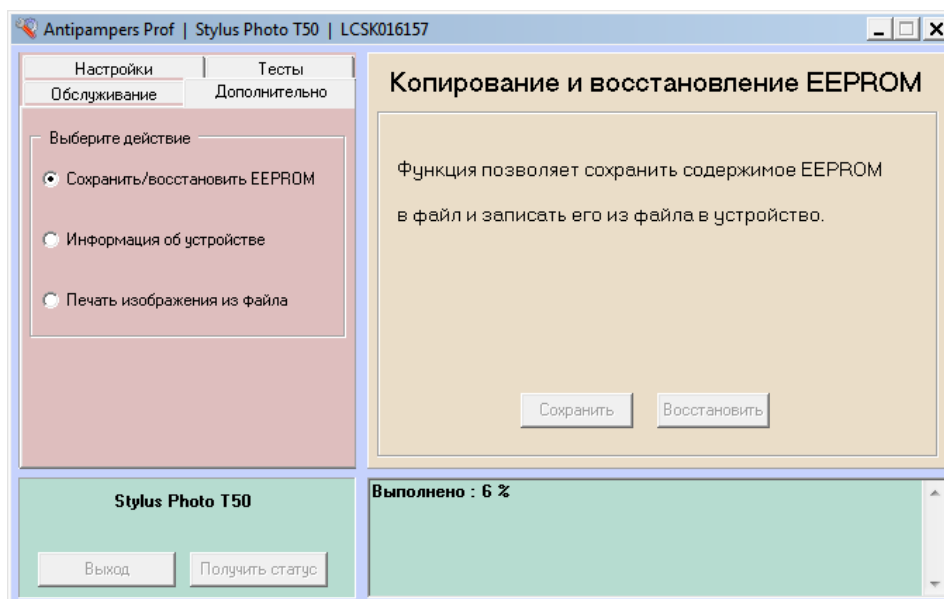 Antipampers Prof | Stylus Photo T50 | LCSK016157
Настройки Тесты
Обслуживание Дополнительно
Выберите действие
Сохранить/восстановить EEPROM
Информация об устройстве
Печать изображения из файла
Копирование и восстановление EEPROM
Функция позволяет сохранить содержимое EEPROM
в файл и записать его из файла в устройство.
Сохранить Восстановить
Stylus Photo T50
Выход Получить статус
Выполнено : 6 %